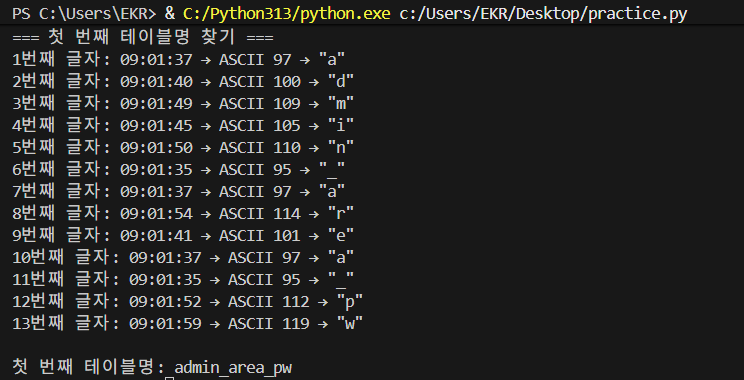 PS C:\Users\EKR> & C:/Python313/python.exe c:/Users/EKR/Desktop/practice.py
=== 첫 번째 테이블명 찾기 ===
1번째 글자: 09:01:37 → ASCII 97 → "a"
2번째 글자: 09:01:40 → ASCII 100 → "d"
3번째 글자: 09:01:49 → ASCII 109 → "m"
4번째 글자: 09:01:45 → ASCII 105 → "i"
5번째 글자: 09:01:50 → ASCII 110 → "n"
6번째 글자: 09:01:35 → ASCII 95 → "_"
7번째 글자: 09:01:37 → ASCII 97 → "a"
8번째 글자: 09:01:54 → ASCII 114 → "r"
9번째 글자: 09:01:41 → ASCII 101 → "e"
10번째 글자: 09:01:37 → ASCII 97 → "a"
11번째 글자: 09:01:35 → ASCII 95 → "_"
12번째 글자: 09:01:52 → ASCII 112 → "p"
13번째 글자: 09:01:59 → ASCII 119 → "w"
첫 번째 테이블명: admin_area_pw